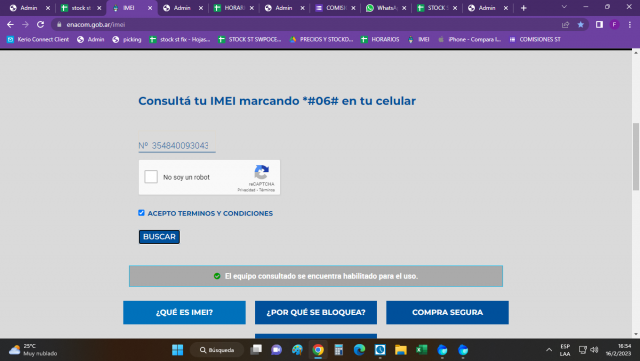 Admin
stock st
IMEI
Admin
HORARI
Admin
COMISI
WhatsA
STOCK
Admin
enacom.gob.ar/imei
Kerio Connect Client
Admin
picking
stock st fix - Hojas...
STOCK ST SWPOCE...
PRECIOS Y STOCKD...
HORARIOS
IMEI
iPhone - Compara l...
COMISIONES ST
Consultá tu IMEI marcando *#06# en tu celular
Nº 354840093043
No soy un robot
reCAPTCHA
Privacidad - Términos
ACEPTO TERMINOS Y CONDICIONES
BUSCAR
El equipo consultado se encuentra habilitado para el uso.
¿QUÉ ES IMEI?
¿POR QUÉ SE BLOQUEA?
COMPRA SEGURA
25°C
Muy nublado
Búsqueda
ESP
LAA
16:54
16/2/2023